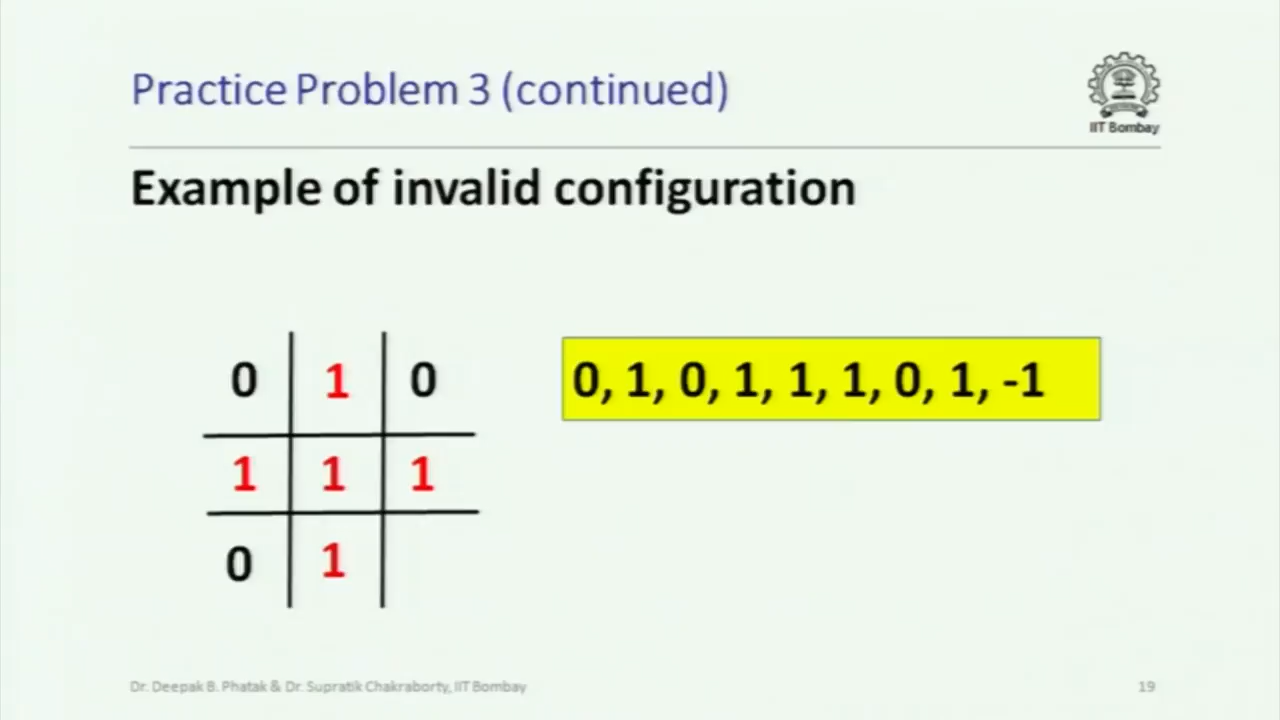 Practice Problem 3 (continued)
IIT Bombay
Example of invalid configuration
0 1 0
0, 1, 0, 1, 1, 1, 0, 1, -1
1 1 1
0 1
Dr. Deepak B. Phatak & Dr. Supratik Chakraborty, IIT Bombay
19